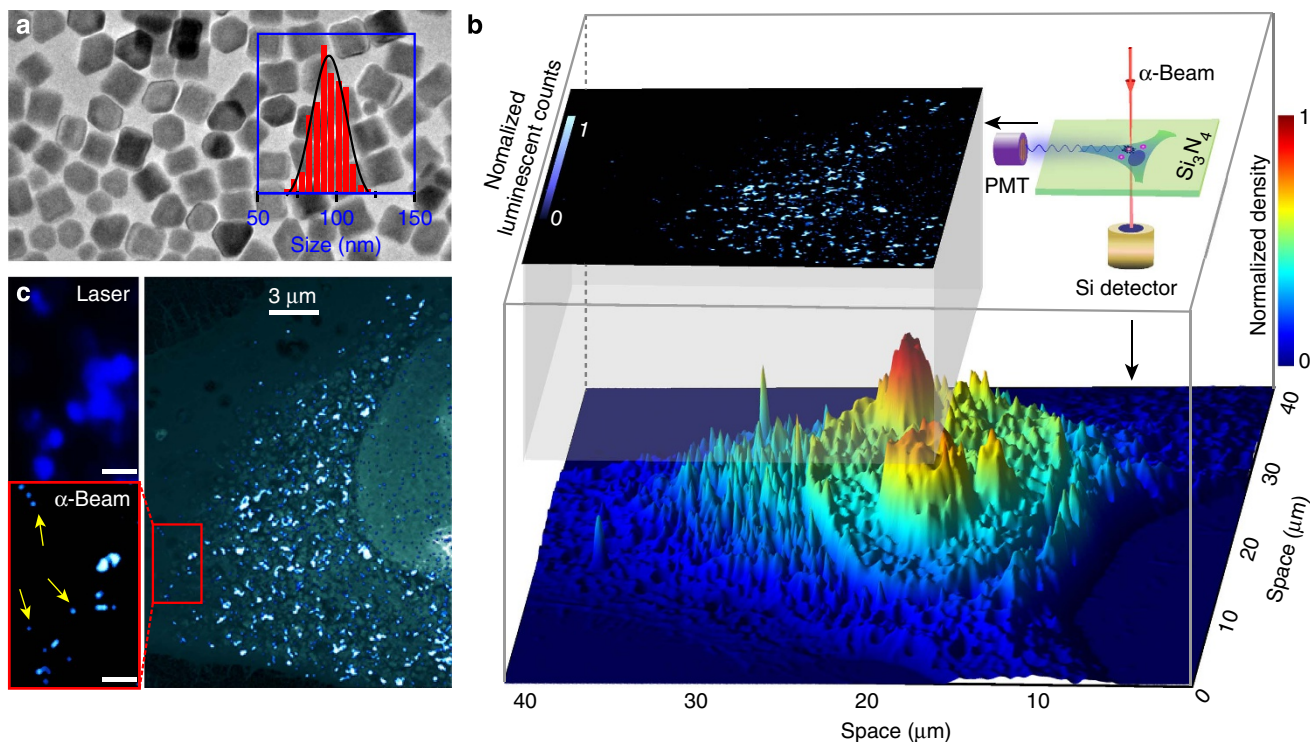 a
50
100
150
Size (nm)
b
Nomalized
luminescent counts
1
0
α-Beam
PMT
Si3N4
Si detector
Normalized density
1
0
40
30
20
10
0
Space (μm)
40
30
20
10
Space (μm)
c
Laser
α-Beam
3 μm